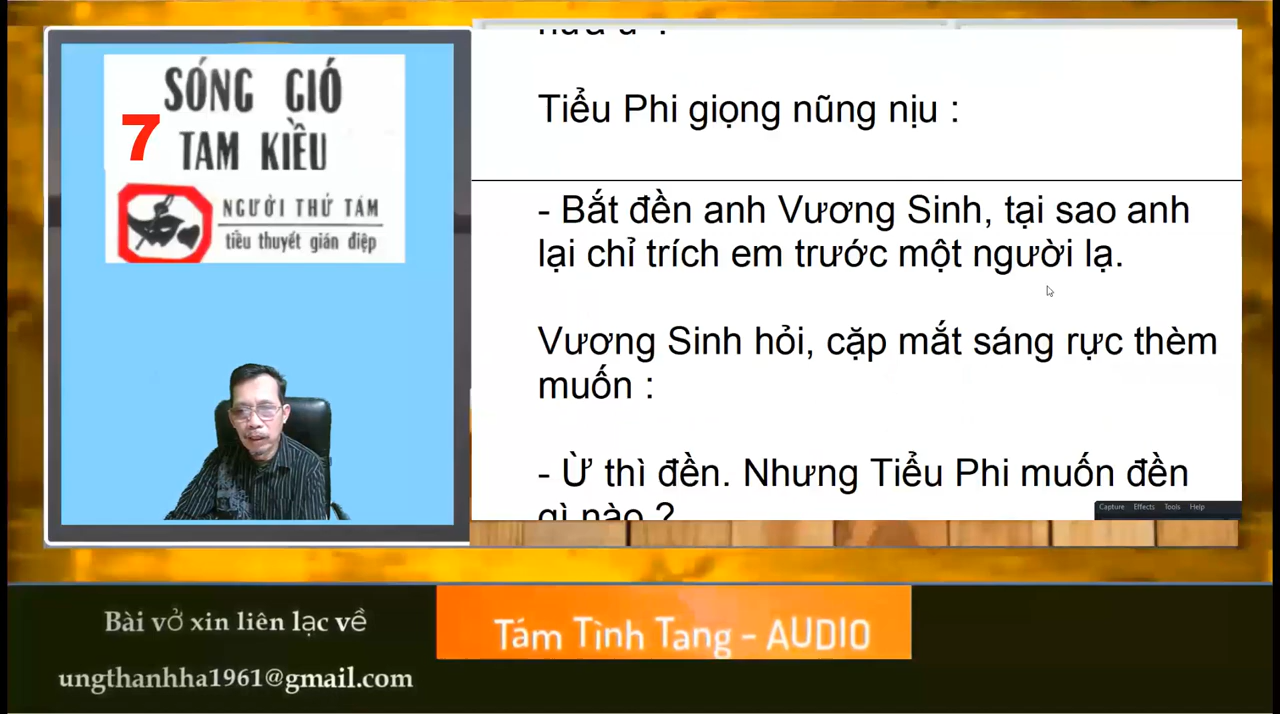 SÓNG GIÓ
7
TAM KIỀU
NGƯỜI THỨ TÁM
tiểu thuyết gián điệp
Tiểu Phi giọng nũng nịu :
- Bắt đền anh Vương Sinh, tại sao anh
lại chỉ trích em trước một người lạ.
Vương Sinh hỏi, cặp mắt sáng rực thèm
muốn :
- Ừ thì đền. Nhưng Tiểu Phi muốn đền
gì nào ?
Capture Effects Tools Help
Bài vở xin liên lạc về
ungthanhha1961@gmail.com
Tám Tình Tang - AUDIO